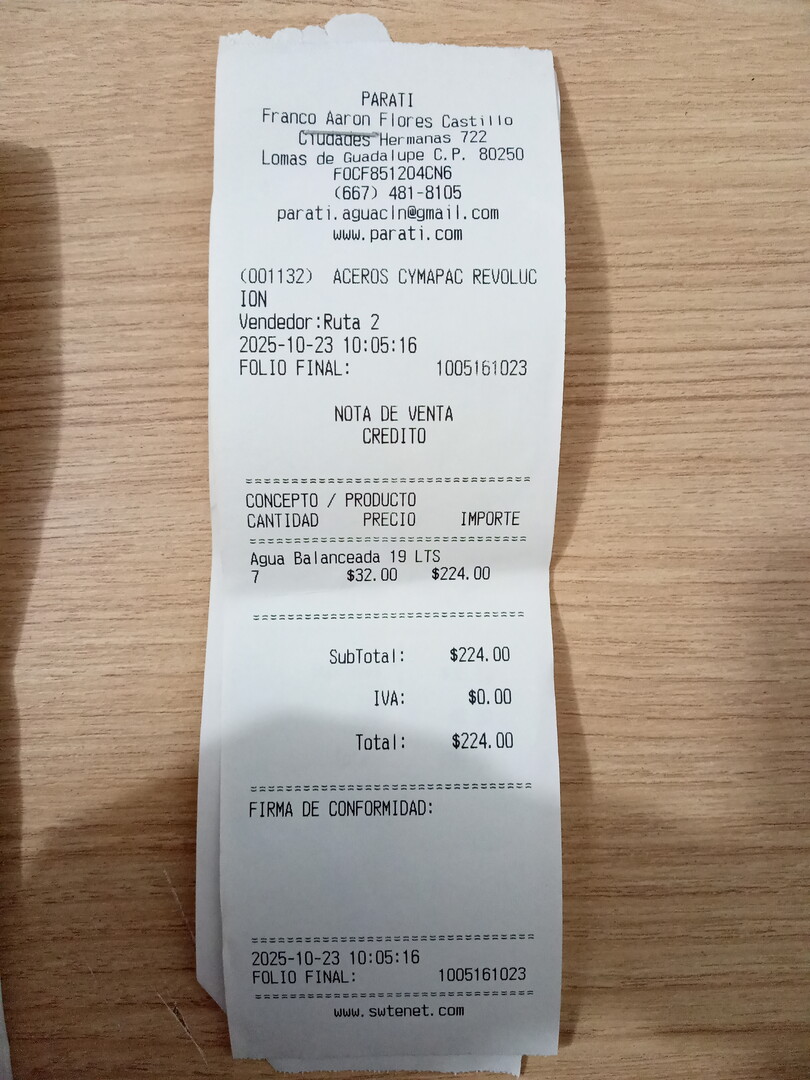 PARATI
Franco Aaron Flores Castillo
Ciudades Hermanas 722
Lomas de Guadalupe C.P. 80250
FOCF851204CN6
(667) 481-8105
parati.aguacln@gmail.com
www.parati.com
(001132) ACEROS CYMAPAC REVOLUC
ION
Vendedor:Ruta 2
2025-10-23 10:05:16
FOLIO FINAL: 1005161023
NOTA DE VENTA
CREDITO
==============================
CONCEPTO / PRODUCTO
CANTIDAD PRECIO IMPORTE
==============================
Agua Balanceada 19 LTS
7 $32.00 $224.00
==============================
SubTotal: $224.00
IVA: $0.00
Total: $224.00
==============================
FIRMA DE CONFORMIDAD:
==============================
2025-10-23 10:05:16
FOLIO FINAL: 1005161023
==============================
www.swtenet.com